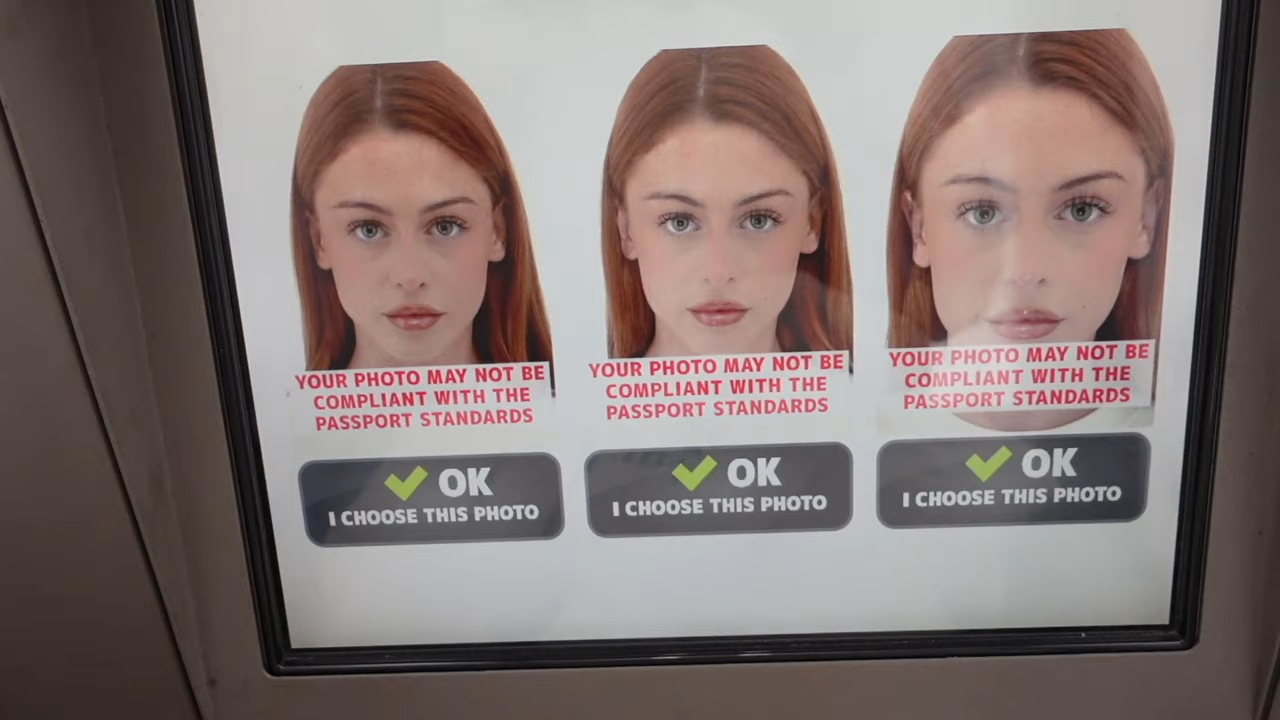 YOUR PHOTO MAY NOT BE
COMPLIANT WITH THE
PASSPORT STANDARDS
OK
I CHOOSE THIS PHOTO
YOUR PHOTO MAY NOT BE
COMPLIANT WITH THE
PASSPORT STANDARDS
OK
I CHOOSE THIS PHOTO
YOUR PHOTO MAY NOT BE
COMPLIANT WITH THE
PASSPORT STANDARDS
OK
I CHOOSE THIS PHOTO